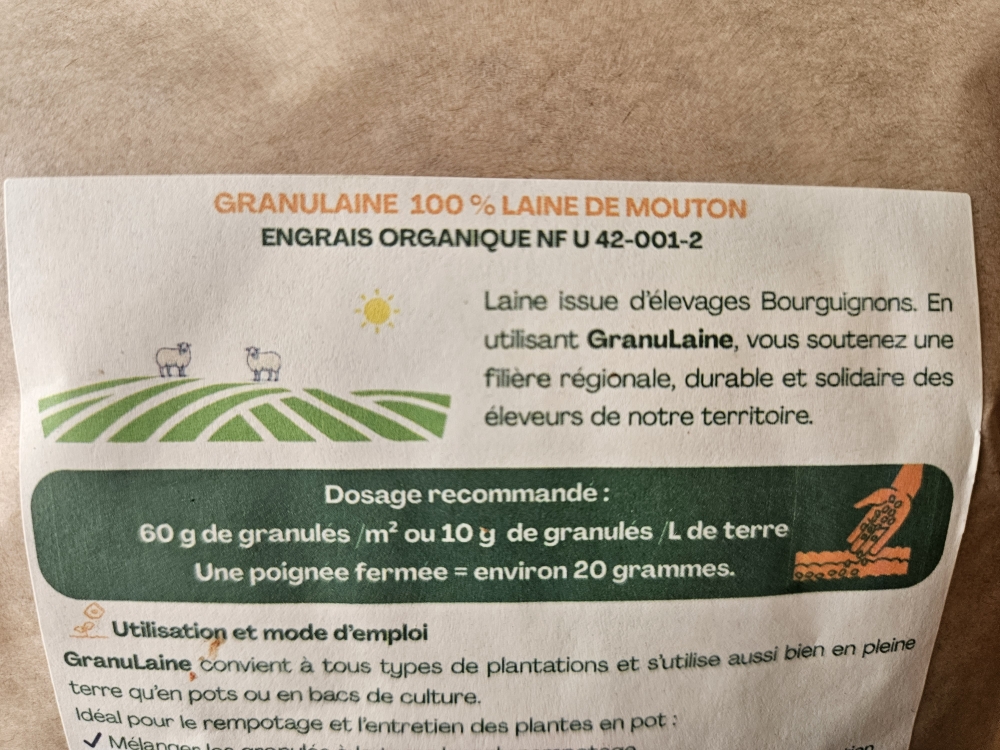 GRANULAINE 100 % LAINE DE MOUTON
ENGRAIS ORGANIQUE NF U 42-001-2
Laine issue d'élevages Bourguignons. En
utilisant GranuLaine, vous soutenez une
filière régionale, durable et solidaire des
éleveurs de notre territoire.
Dosage recommandé :
60 g de granulés /m² ou 10 g de granulés /L de terre
Une poignée fermée = environ 20 grammes.
Utilisation et mode d'emploi
GranuLaine convient à tous types de plantations et s'utilise aussi bien en pleine
terre qu'en pots ou en bacs de culture.
Idéal pour le rempotage et l'entretien des plantes en pot :
✓ Mélanger les granulés à